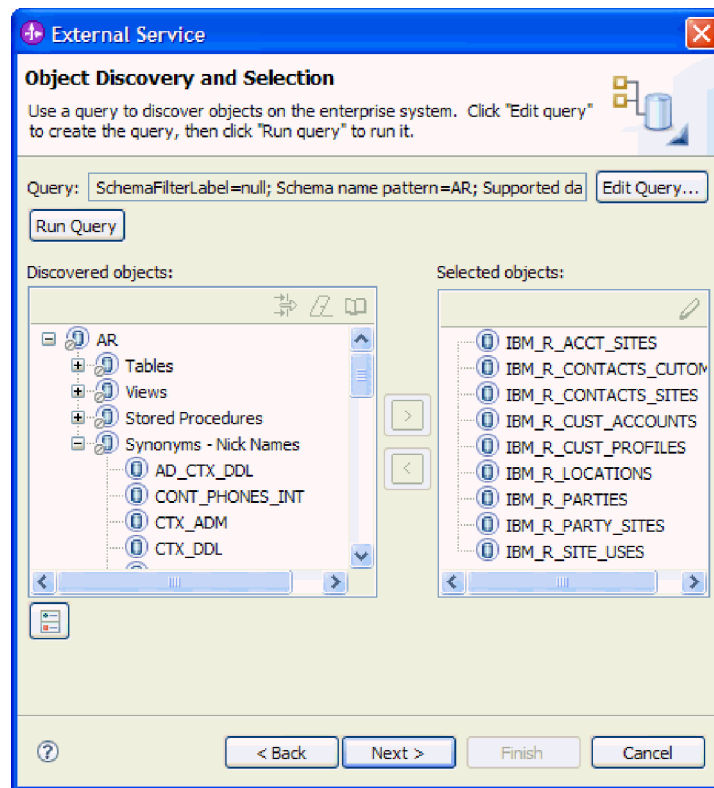 External Service
Object Discovery and Selection
Use a query to discover objects on the enterprise system. Click "Edit query"
to create the query, then click "Run query" to run it.
Query: SchemaFilterLabel=null; Schema name pattern=AR; Supported da Edit Query...
Run Query
Discovered objects:
AR
Tables
Views
Stored Procedures
Synonyms - Nick Names
AD_CTX_DDL
CONT_PHONES_INT
CTX_ADM
CTX_DDL
>
<
Selected objects:
IBM_R_ACCT_SITES
IBM_R_CONTACTS_CUTOM
IBM_R_CONTACTS_SITES
IBM_R_CUST_ACCOUNTS
IBM_R_CUST_PROFILES
IBM_R_LOCATIONS
IBM_R_PARTIES
IBM_R_PARTY_SITES
IBM_R_SITE_USES
? < Back Next > Finish Cancel